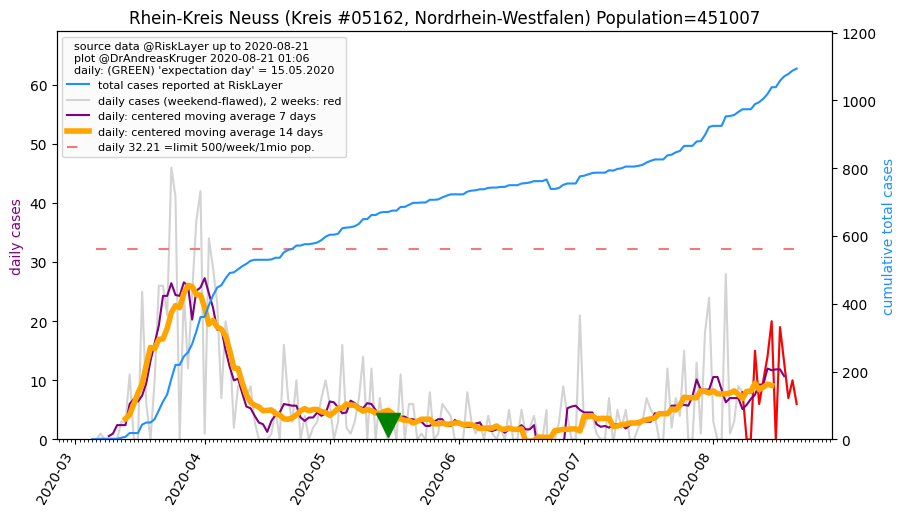 Rhein-Kreis Neuss (Kreis #05162, Nordrhein-Westfalen) Population=451007
source data @RiskLayer up to 2020-08-21
plot @DrAndreasKruger 2020-08-21 01:06
daily: (GREEN) 'expectation day' = 15.05.2020
total cases reported at RiskLayer
daily cases (weekend-flawed), 2 weeks: red
daily: centered moving average 7 days
daily: centered moving average 14 days
daily 32.21 =limit 500/week/1mio pop.
daily cases
60
50
40
30
20
10
0
cumulative total cases
1200
1000
800
600
400
200
0
2020-03
2020-04
2020-05
2020-06
2020-07
2020-08